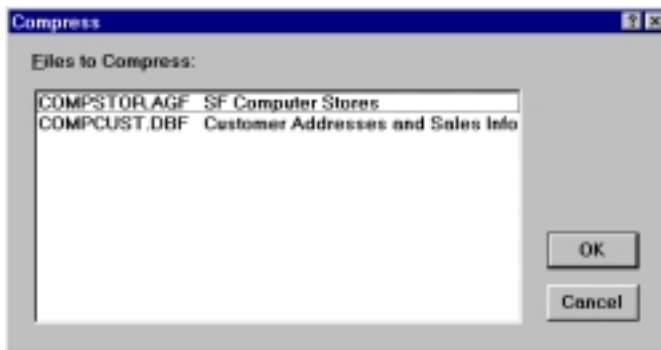 Compress
Files to Compress:
COMPSTOR.AGF SF Computer Stores
COMPCUST.DBF Customer Addresses and Sales Info
OK
Cancel